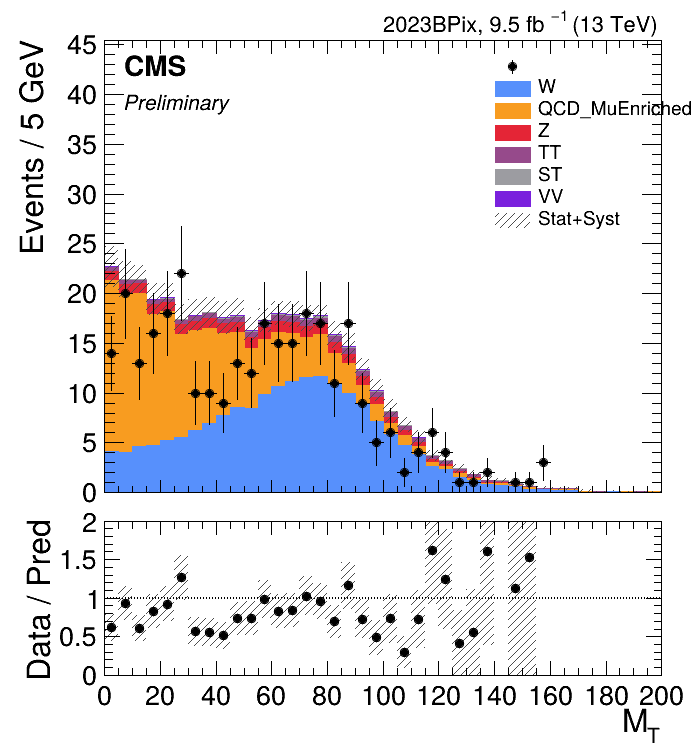 2023BPix, 9.5 fb ⁻¹ (13 TeV)
Events / 5 GeV
45
40
35
30
25
20
15
10
5
0
CMS
Preliminary
W
QCD_MuEnriched
Z
TT
ST
VV
Stat+Syst
Data / Pred
2
1.5
1
0.5
0
0 20 40 60 80 100 120 140 160 180 200
M_T